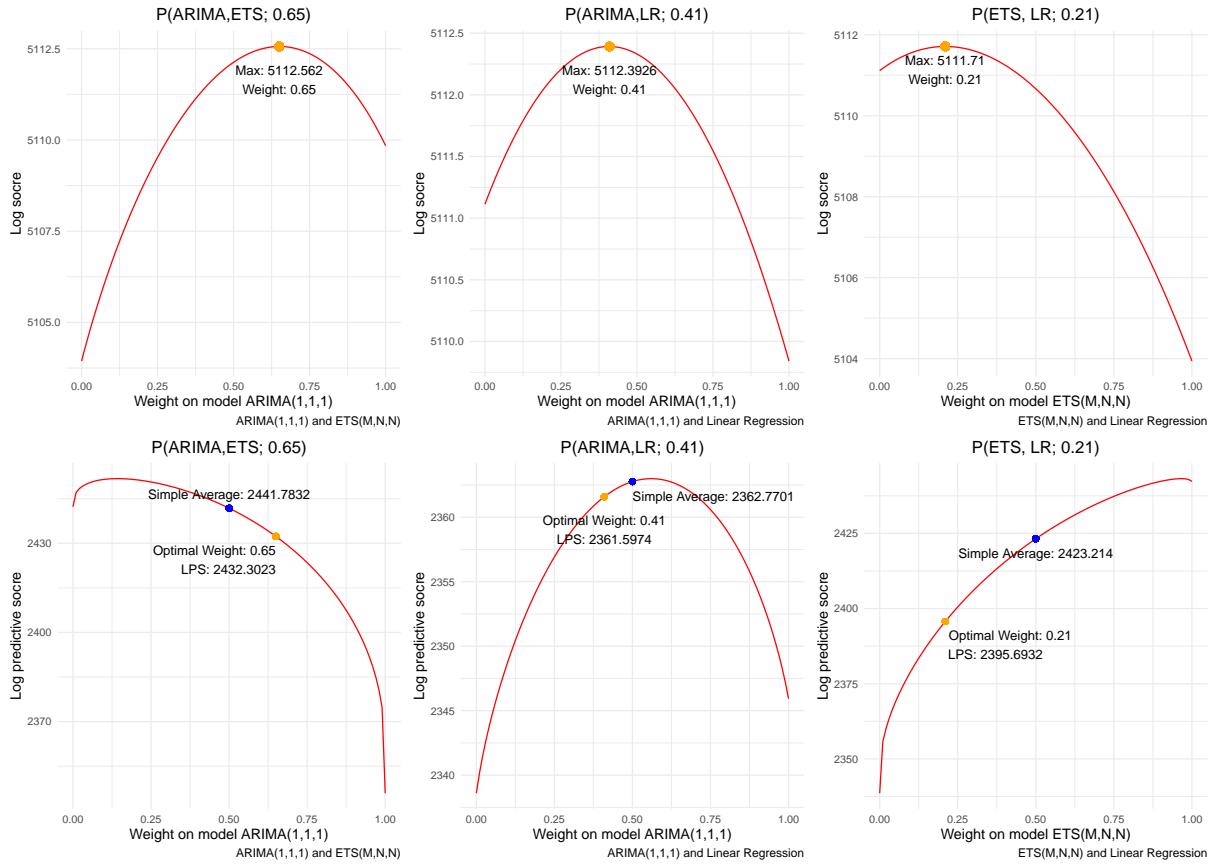 P(ARIMA,ETS; 0.65)
5112.5
5110.0
5107.5
5105.0
Log socre
Max: 5112.562
Weight: 0.65
0.00 0.25 0.50 0.75 1.00
Weight on model ARIMA(1,1,1)
ARIMA(1,1,1) and ETS(M,N,N)
P(ARIMA,LR; 0.41)
5112.5
5112.0
5111.5
5111.0
5110.5
5110.0
Log socre
Max: 5112.3926
Weight: 0.41
0.00 0.25 0.50 0.75 1.00
Weight on model ARIMA(1,1,1)
ARIMA(1,1,1) and Linear Regression
P(ETS, LR; 0.21)
5112
5110
5108
5106
5104
Log socre
Max: 5111.71
Weight: 0.21
0.00 0.25 0.50 0.75 1.00
Weight on model ETS(M,N,N)
ETS(M,N,N) and Linear Regression
P(ARIMA,ETS; 0.65)
2430
2400
2370
Log predictive socre
Simple Average: 2441.7832
Optimal Weight: 0.65
LPS: 2432.3023
0.00 0.25 0.50 0.75 1.00
Weight on model ARIMA(1,1,1)
ARIMA(1,1,1) and ETS(M,N,N)
P(ARIMA,LR; 0.41)
2360
2355
2350
2345
2340
Log predictive socre
Simple Average: 2362.7701
Optimal Weight: 0.41
LPS: 2361.5974
0.00 0.25 0.50 0.75 1.00
Weight on model ARIMA(1,1,1)
ARIMA(1,1,1) and Linear Regression
P(ETS, LR; 0.21)
2425
2400
2375
2350
Log predictive socre
Simple Average: 2423.214
Optimal Weight: 0.21
LPS: 2395.6932
0.00 0.25 0.50 0.75 1.00
Weight on model ETS(M,N,N)
ETS(M,N,N) and Linear Regression